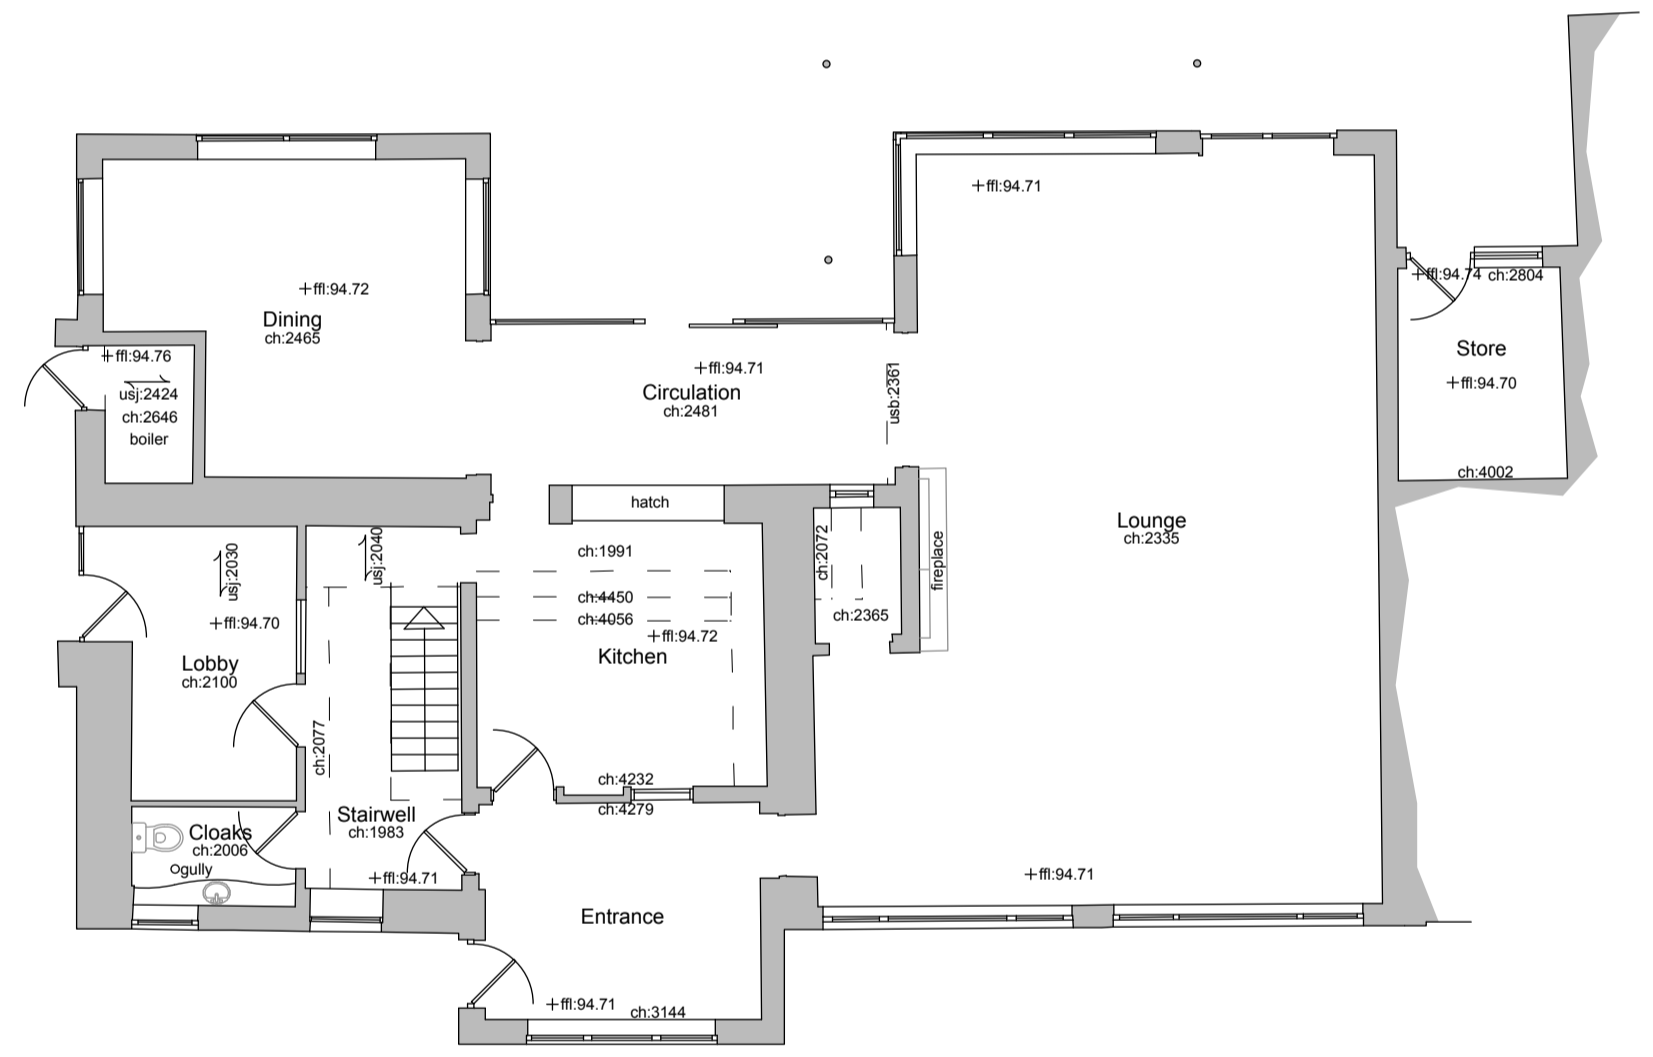 +ffl:94.71
+ffl:94.72
Dining
ch:2465
+ffl:94.76
usj:2424
ch:2646
boiler
+ffl:94.71
Circulation
ch:2481
usb:2361
+ffl:94.74
ch:2804
Store
+ffl:94.70
ch:4002
hatch
Lounge
ch:2335
fireplace
ch:2072
ch:2365
usj:2030
+ffl:94.70
Lobby
ch:2100
usj:2040
ch:2077
ch:1991
ch:4450
ch:4056
+ffl:94.72
Kitchen
ch:4232
ch:4279
Stairwell
ch:1983
+ffl:94.71
Cloaks
ch:2006
gully
Entrance
+ffl:94.71
ch:3144
+ffl:94.71